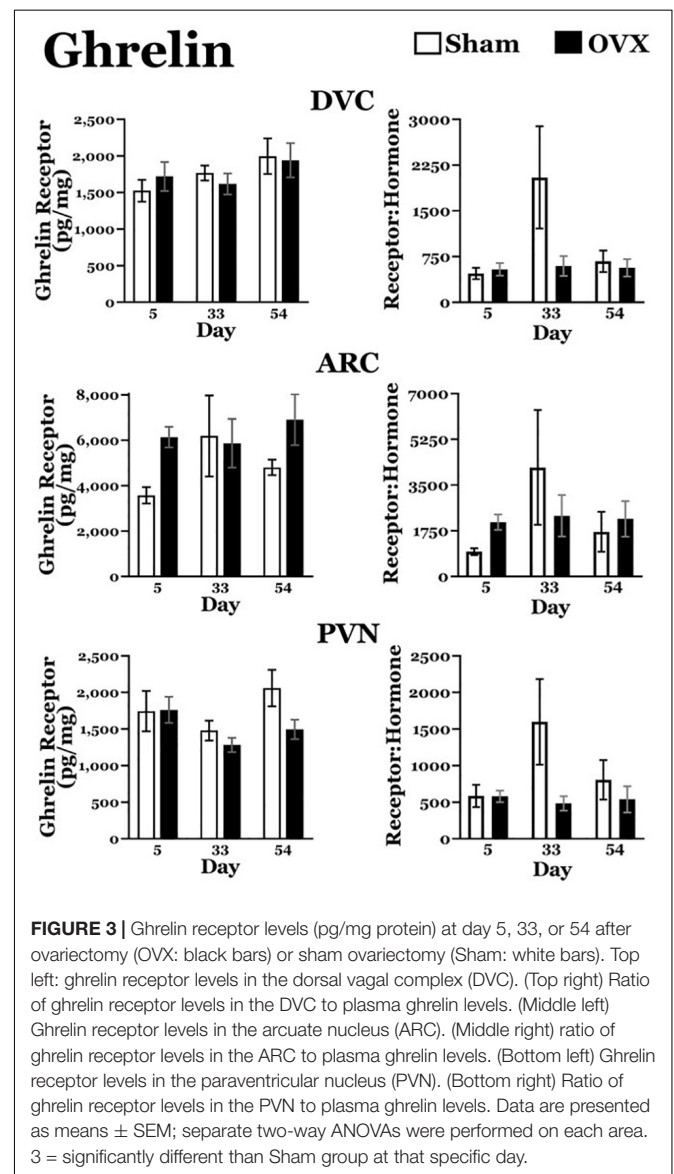 Ghrelin
Sham OVX
DVC
Ghrelin Receptor
(pg/mg)
2,500
2,000
1,500
1,000
500
0
5 33 54
Day
Receptor:Hormone
3000
2250
1500
750
0
5 33 54
Day
ARC
Ghrelin Receptor
(pg/mg)
8,000
6,000
4,000
2,000
0
5 33 54
Day
Receptor:Hormone
7000
5250
3500
1750
0
5 33 54
Day
PVN
Ghrelin Receptor
(pg/mg)
2,500
2,000
1,500
1,000
500
0
5 33 54
Day
Receptor:Hormone
2500
2000
1500
1000
500
0
5 33 54
Day
FIGURE 3 | Ghrelin receptor levels (pg/mg protein) at day 5, 33, or 54 after
ovariectomy (OVX: black bars) or sham ovariectomy (Sham: white bars). Top
left: ghrelin receptor levels in the dorsal vagal complex (DVC). (Top right) Ratio
of ghrelin receptor levels in the DVC to plasma ghrelin levels. (Middle left)
Ghrelin receptor levels in the arcuate nucleus (ARC). (Middle right) ratio of
ghrelin receptor levels in the ARC to plasma ghrelin levels. (Bottom left) Ghrelin
receptor levels in the paraventricular nucleus (PVN). (Bottom right) Ratio of
ghrelin receptor levels in the PVN to plasma ghrelin levels. Data are presented
as means ± SEM; separate two-way ANOVAs were performed on each area.
3 = significantly different than Sham group at that specific day.